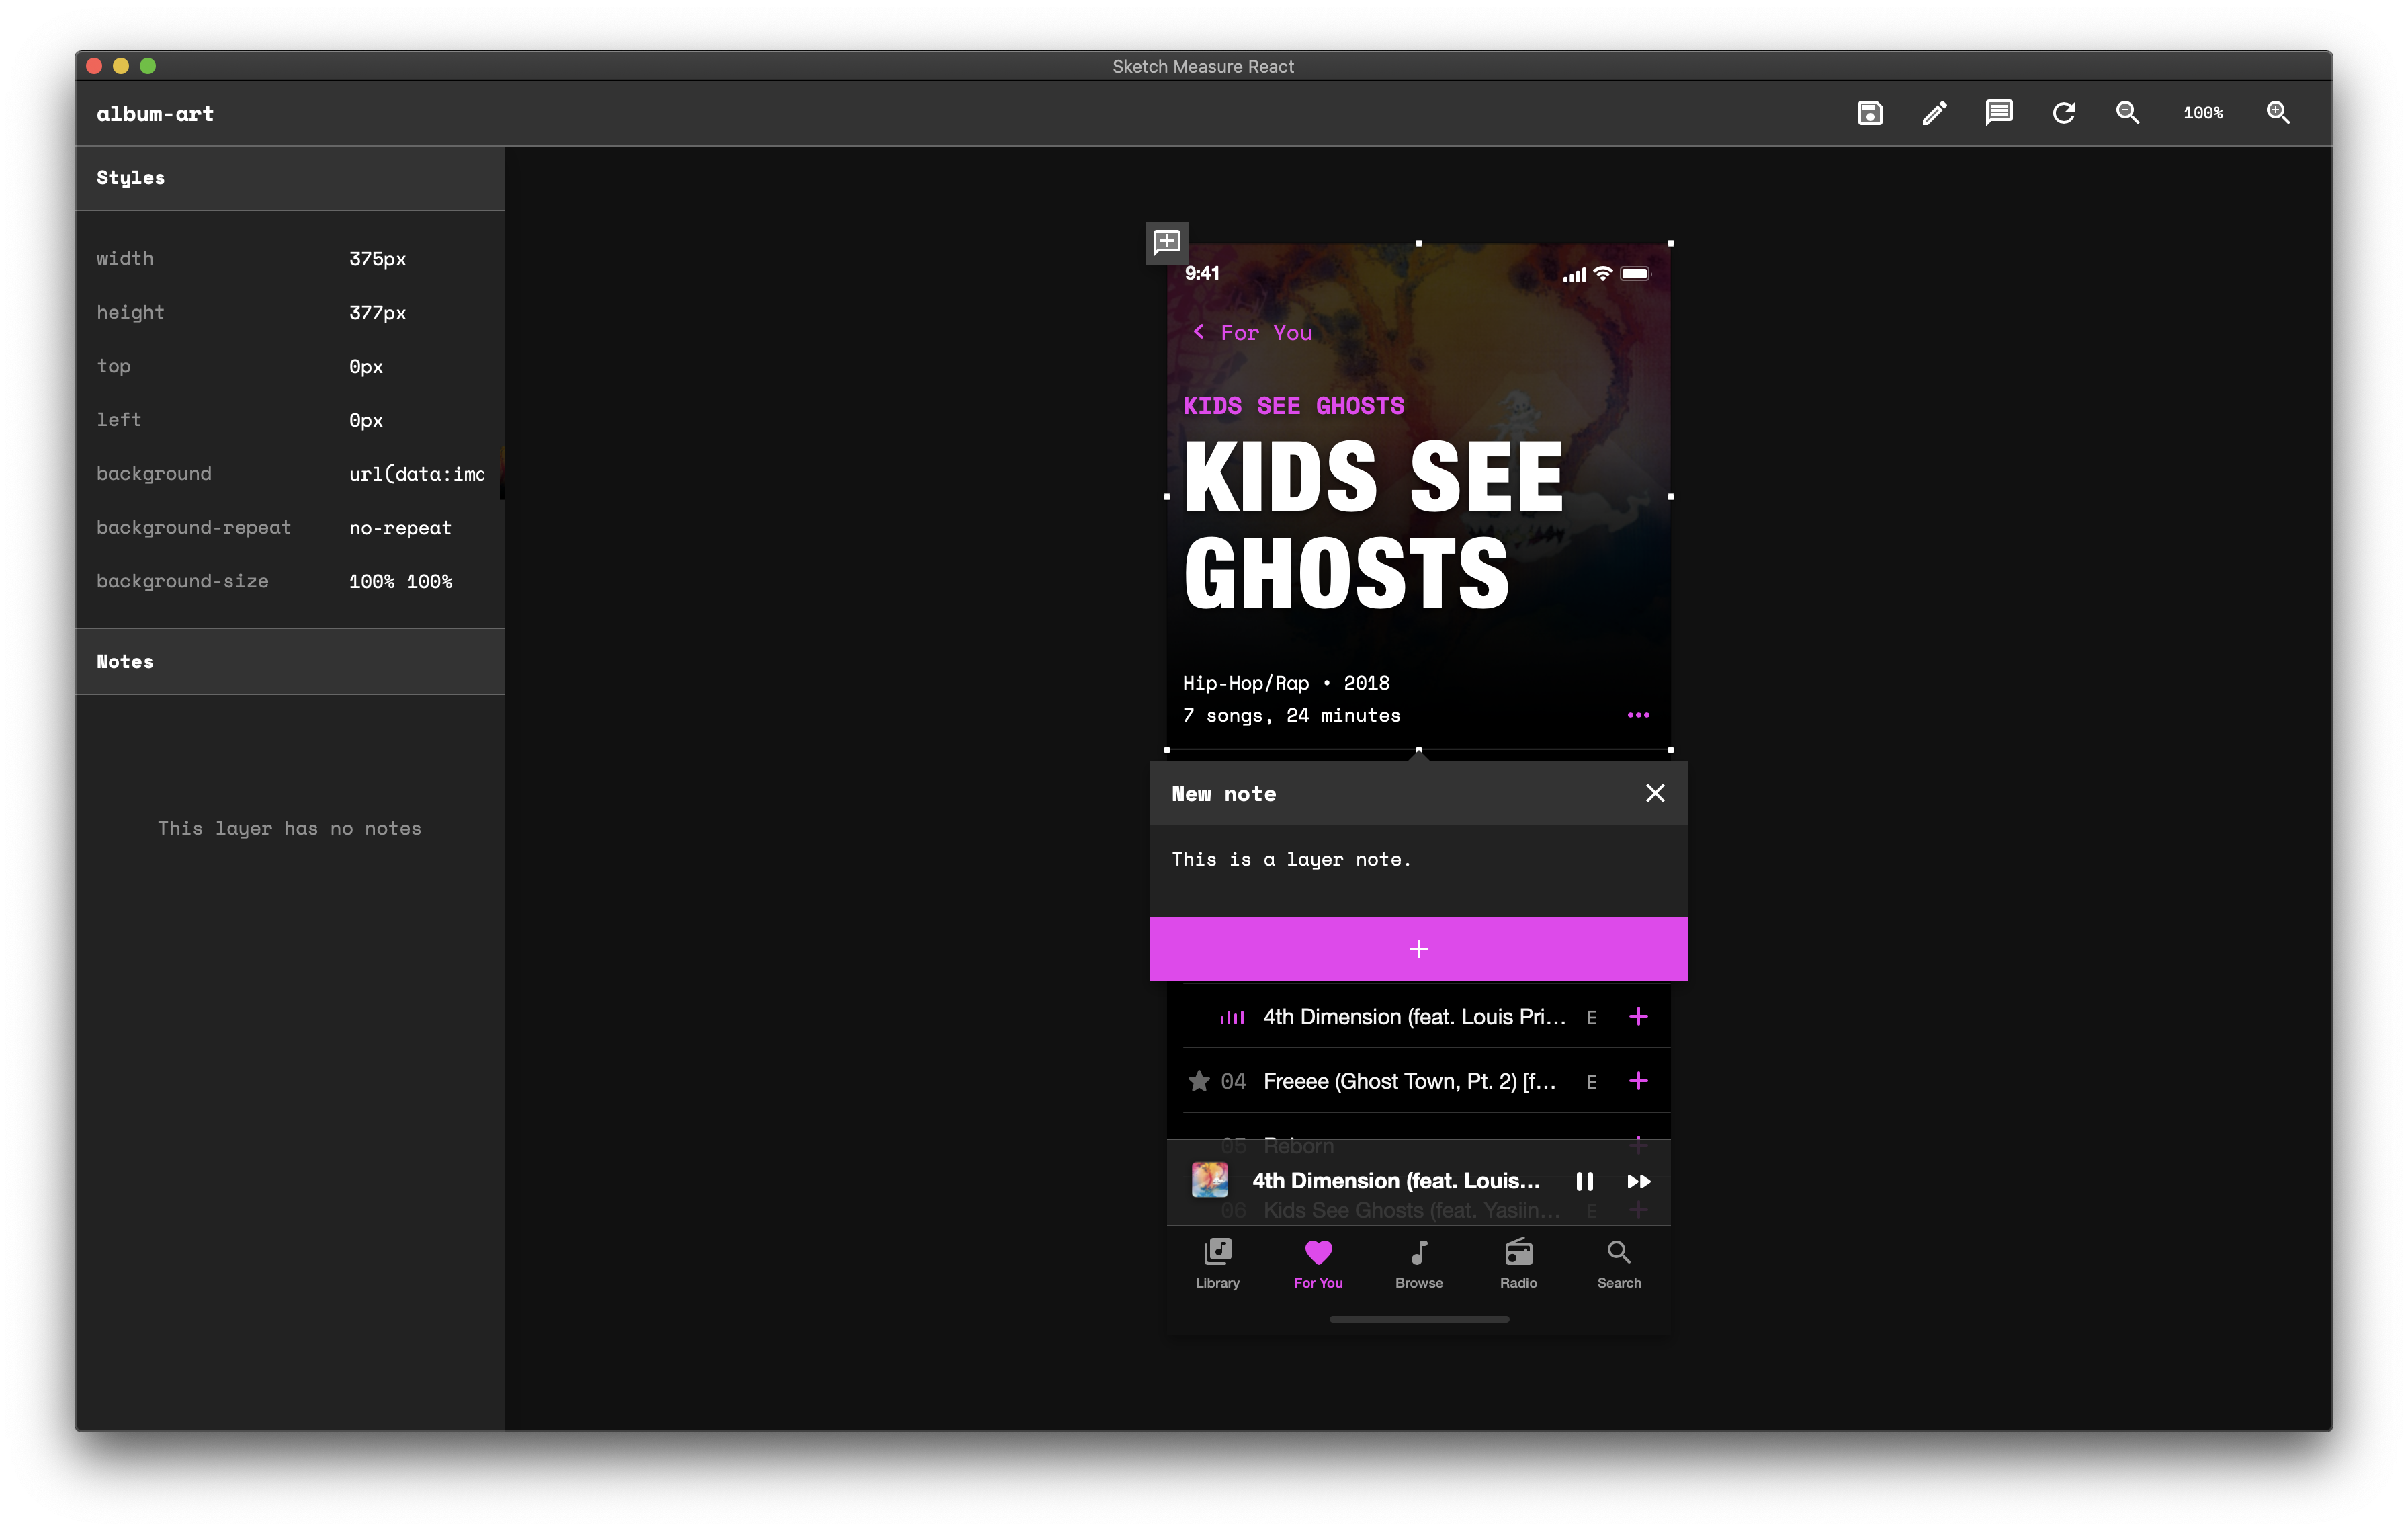 Sketch Measure React
album-art
100%
Styles
width 375px
height 377px
top 0px
left 0px
background url(data:ima
background-repeat no-repeat
background-size 100% 100%
Notes
This layer has no notes
9:41
For You
KIDS SEE GHOSTS
KIDS SEE
GHOSTS
Hip-Hop/Rap • 2018
7 songs, 24 minutes
New note
This is a layer note.
4th Dimension (feat. Louis Pri... E
04 Freeee (Ghost Town, Pt. 2) [f... E
05 Reborn
4th Dimension (feat. Louis...
06 Kids See Ghosts (feat. Yasiin... E
Library For You Browse Radio Search